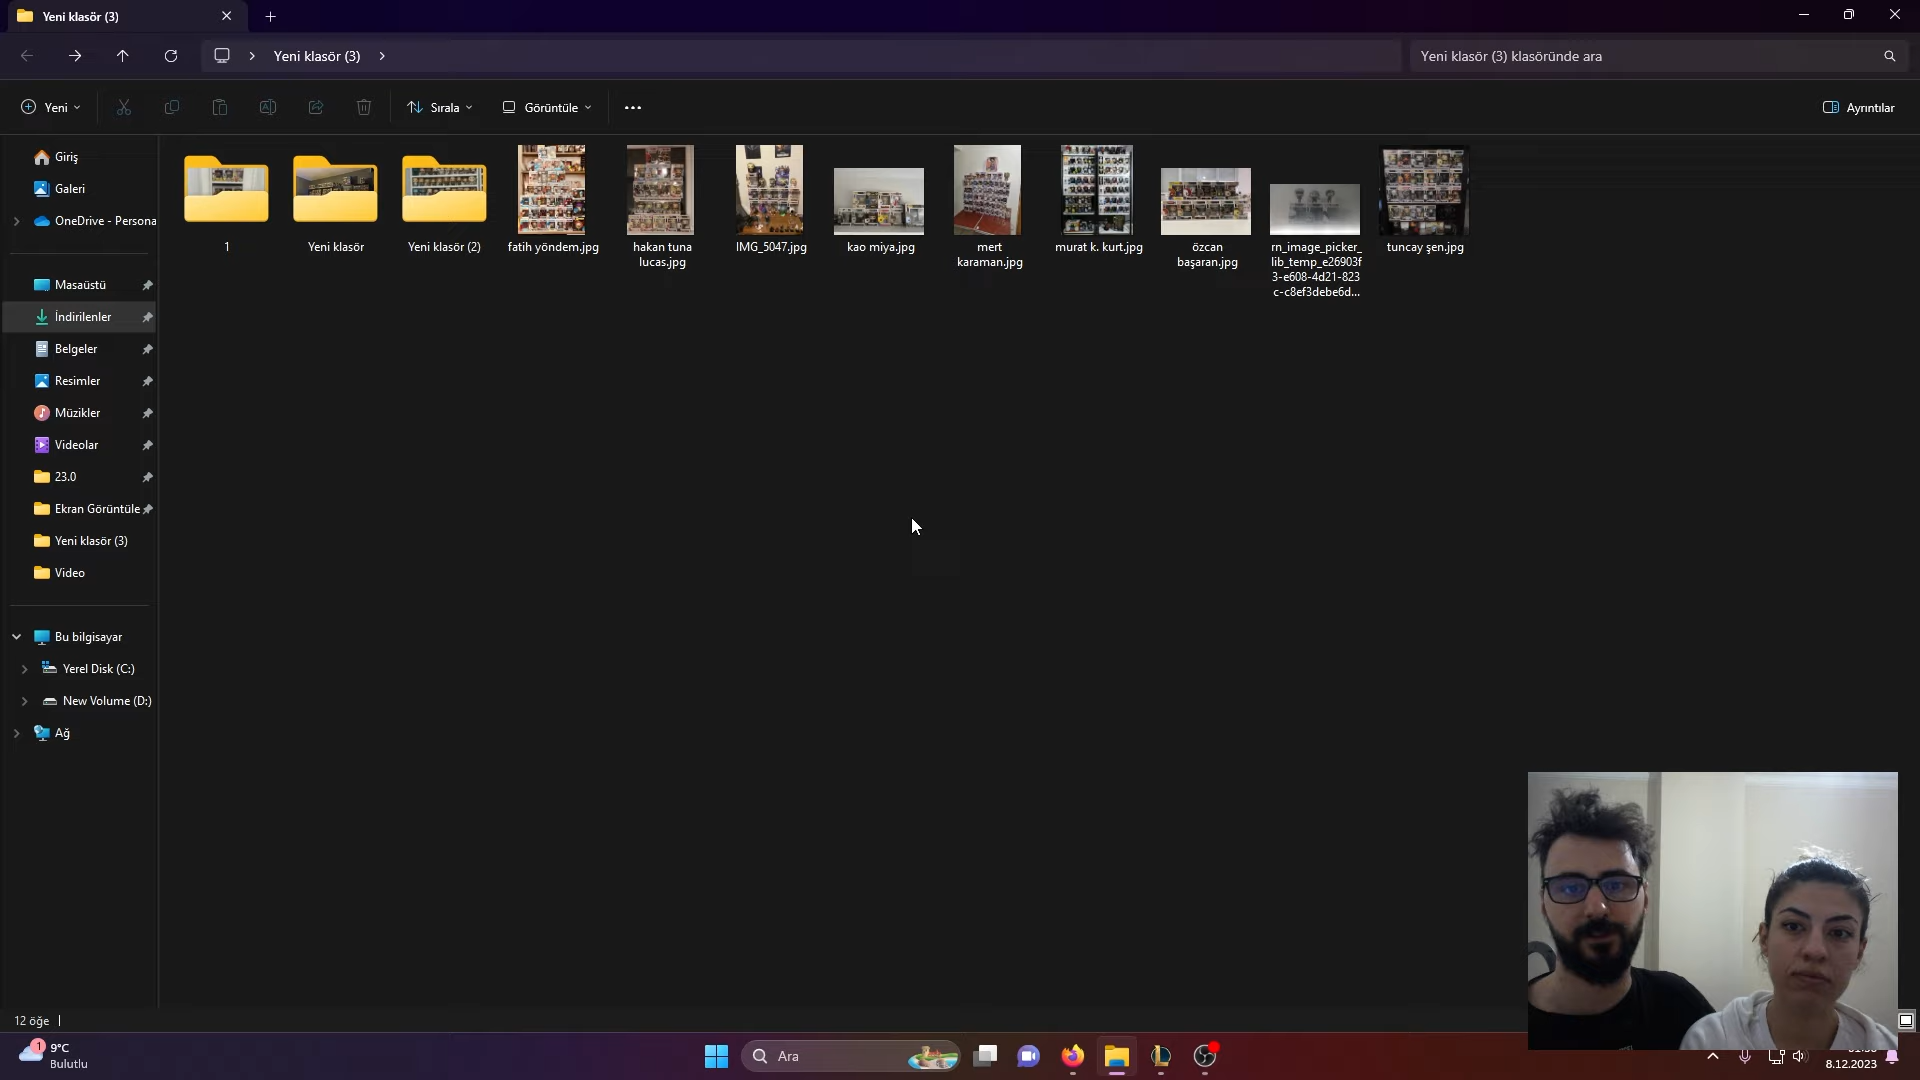 Yeni klasör (3)
Yeni klasör (3)
Yeni klasör (3) klasöründe ara
Yeni
Sırala
Görüntüle
Ayrıntılar
Giriş
Galeri
OneDrive - Persona
Masaüstü
İndirilenler
Belgeler
Resimler
Müzikler
Videolar
23.0
Ekran Görüntüle
Yeni klasör (3)
Video
Bu bilgisayar
Yerel Disk (C:)
New Volume (D:)
Ağ
1
Yeni klasör
Yeni klasör (2)
fatih yöndem.jpg
hakan tuna
lucas.jpg
IMG_5047.jpg
kao miya.jpg
mert
karaman.jpg
murat k. kurt.jpg
özcan
başaran.jpg
rn_image_picker_
lib_temp_e26903f
3-e608-4d21-823
c-c8ef3debe6d...
tuncay şen.jpg
12 öğe
1
9°C
Bulutlu
Ara
8.12.2023